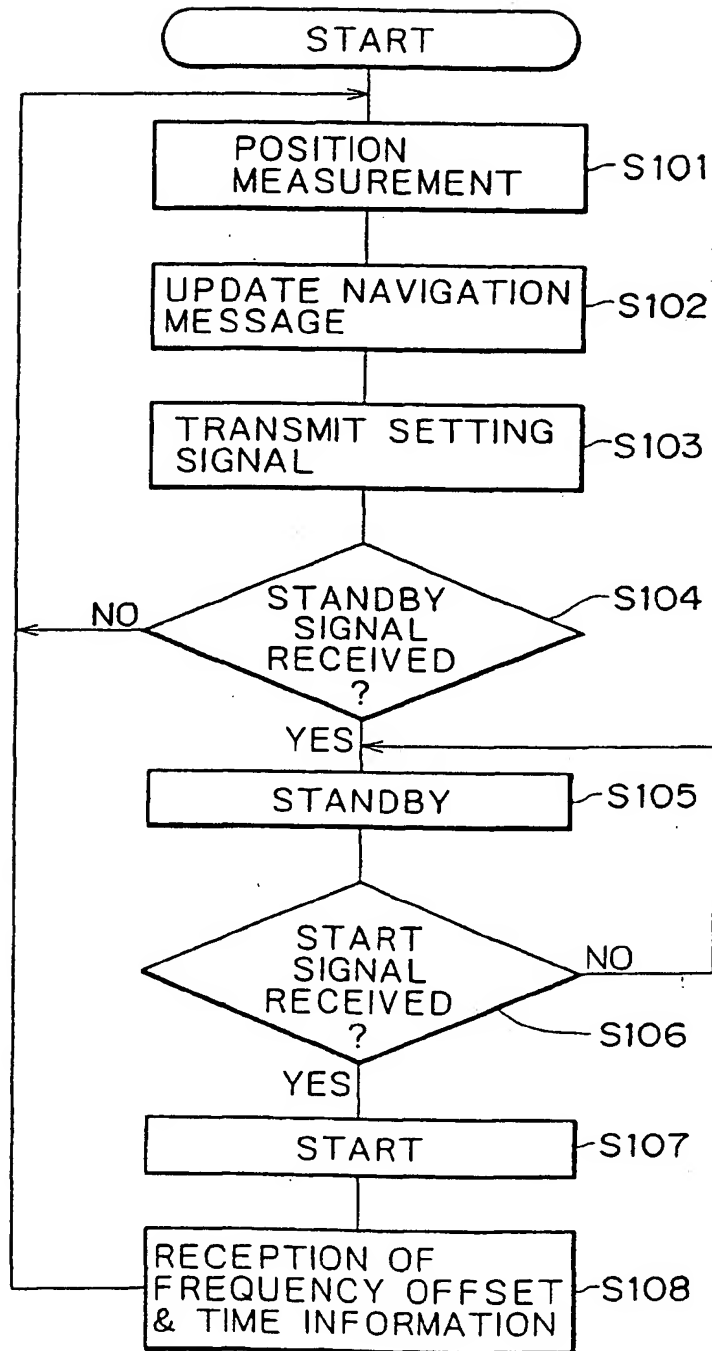 START
POSITION
MEASUREMENT
S101
UPDATE NAVIGATION
MESSAGE
S102
TRANSMIT SETTING
SIGNAL
S103
STANDBY
SIGNAL
RECEIVED
?
S104
NO
YES
STANDBY
S105
START
SIGNAL
RECEIVED
?
NO
S106
YES
START
S107
RECEPTION OF
FREQUENCY OFFSET
& TIME INFORMATION
S108